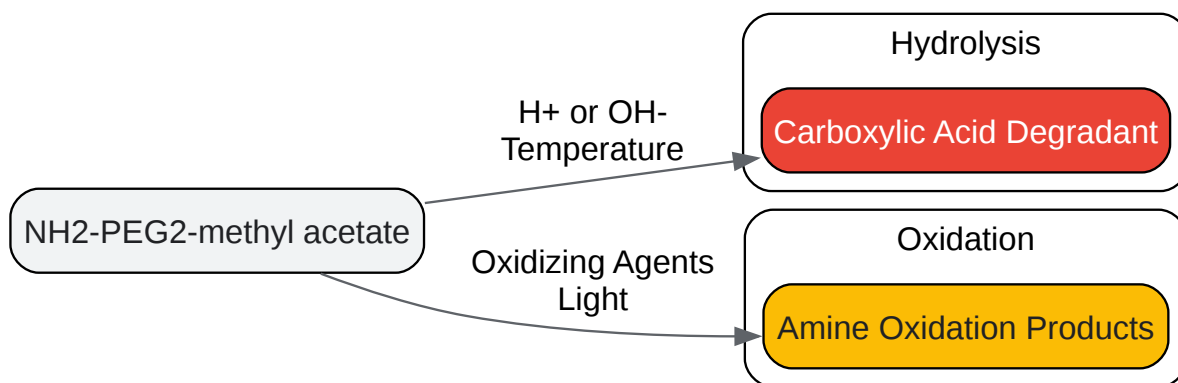 Hydrolysis
H+ or OH-
Temperature
Carboxylic Acid Degradant
NH2-PEG2-methyl acetate
Oxidation
Oxidizing Agents
Light
Amine Oxidation Products